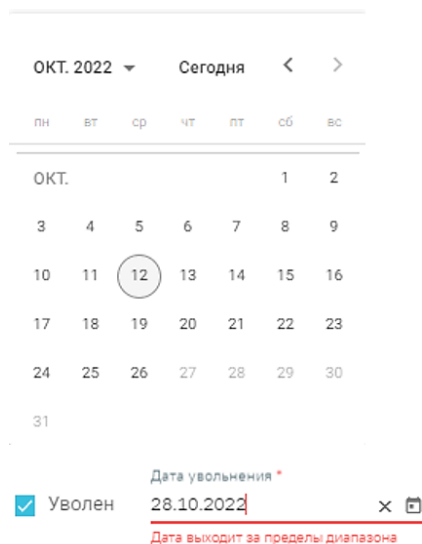 ОКТ. 2022 Сегодня
пн вт ср чт пт сб вс
ОКТ. 1 2
3 4 5 6 7 8 9
10 11 12 13 14 15 16
17 18 19 20 21 22 23
24 25 26 27 28 29 30
31
Дата увольнения *
Уволен 28.10.2022
Дата выходит за пределы диапазона